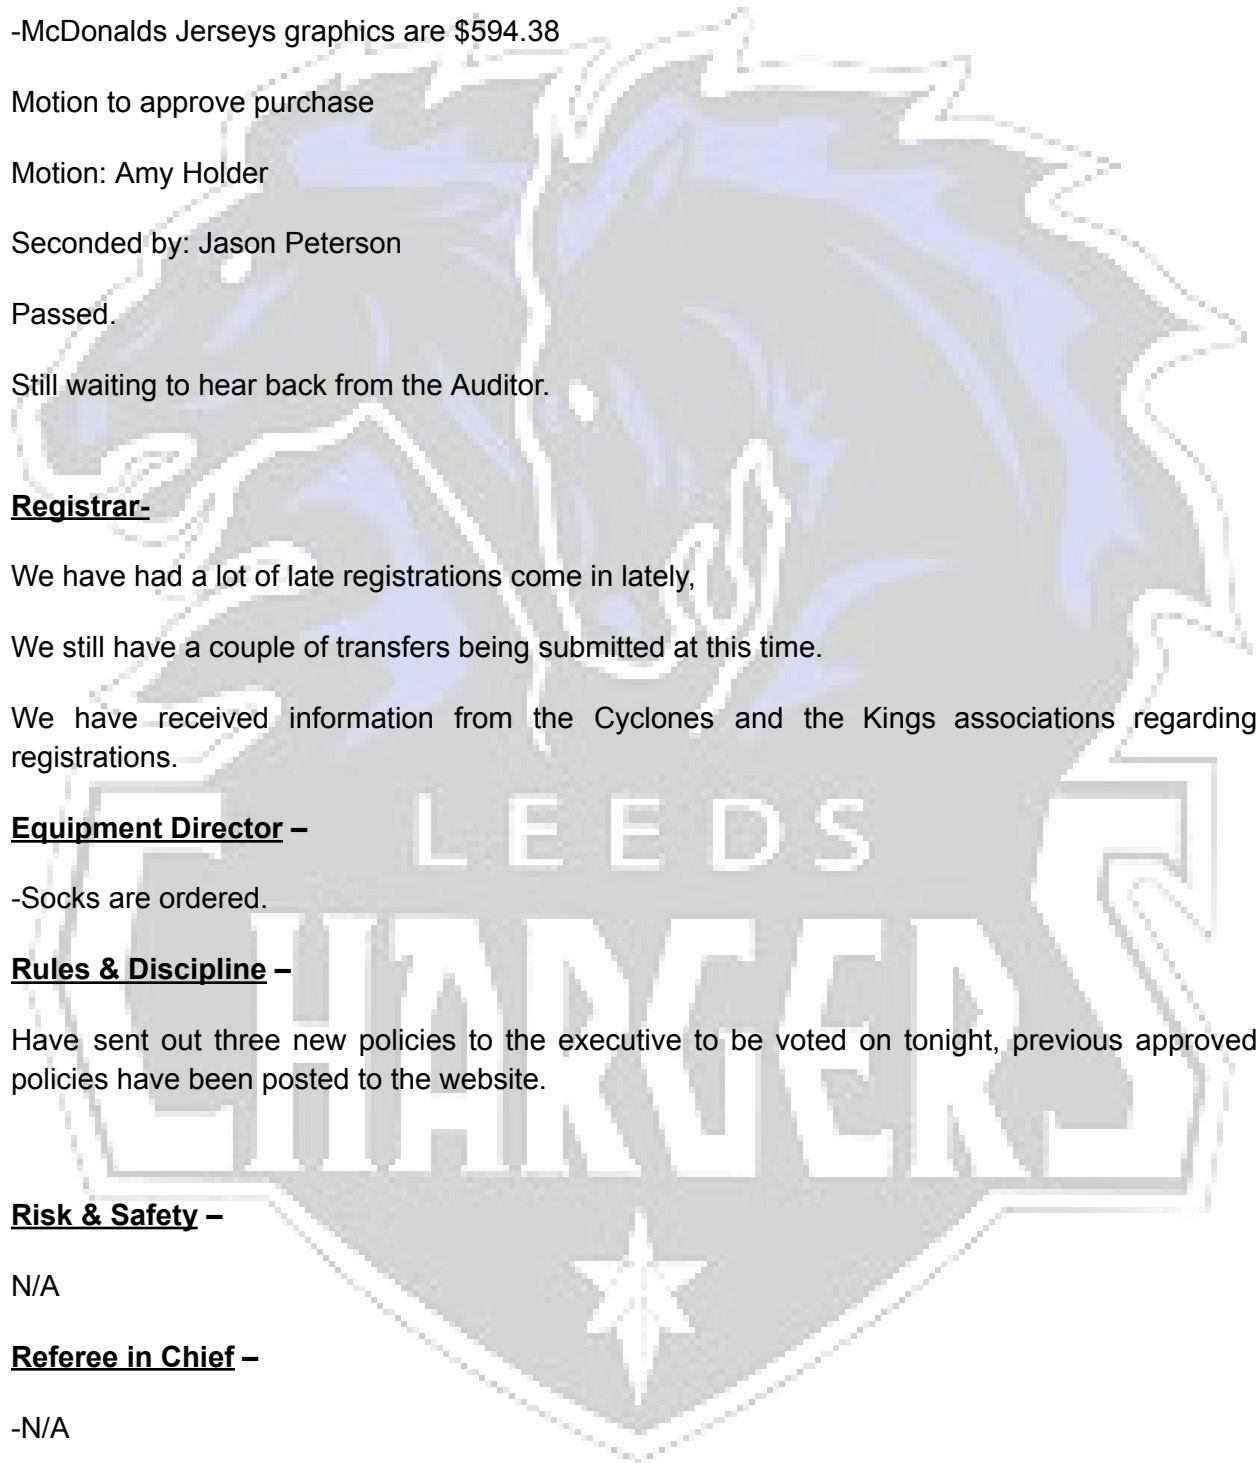 -McDonalds Jerseys graphics are $594.38
Motion to approve purchase
Motion: Amy Holder
Seconded by: Jason Peterson
Passed.
Still waiting to hear back from the Auditor.
Registrar-
We have had a lot of late registrations come in lately,
We still have a couple of transfers being submitted at this time.
We have received information from the Cyclones and the Kings associations regarding
registrations.
LEEDS
Equipment Director –
-Socks are ordered.
CHARGERS
Rules & Discipline –
Have sent out three new policies to the executive to be voted on tonight, previous approved
policies have been posted to the website.
Risk & Safety –
N/A
Referee in Chief –
-N/A